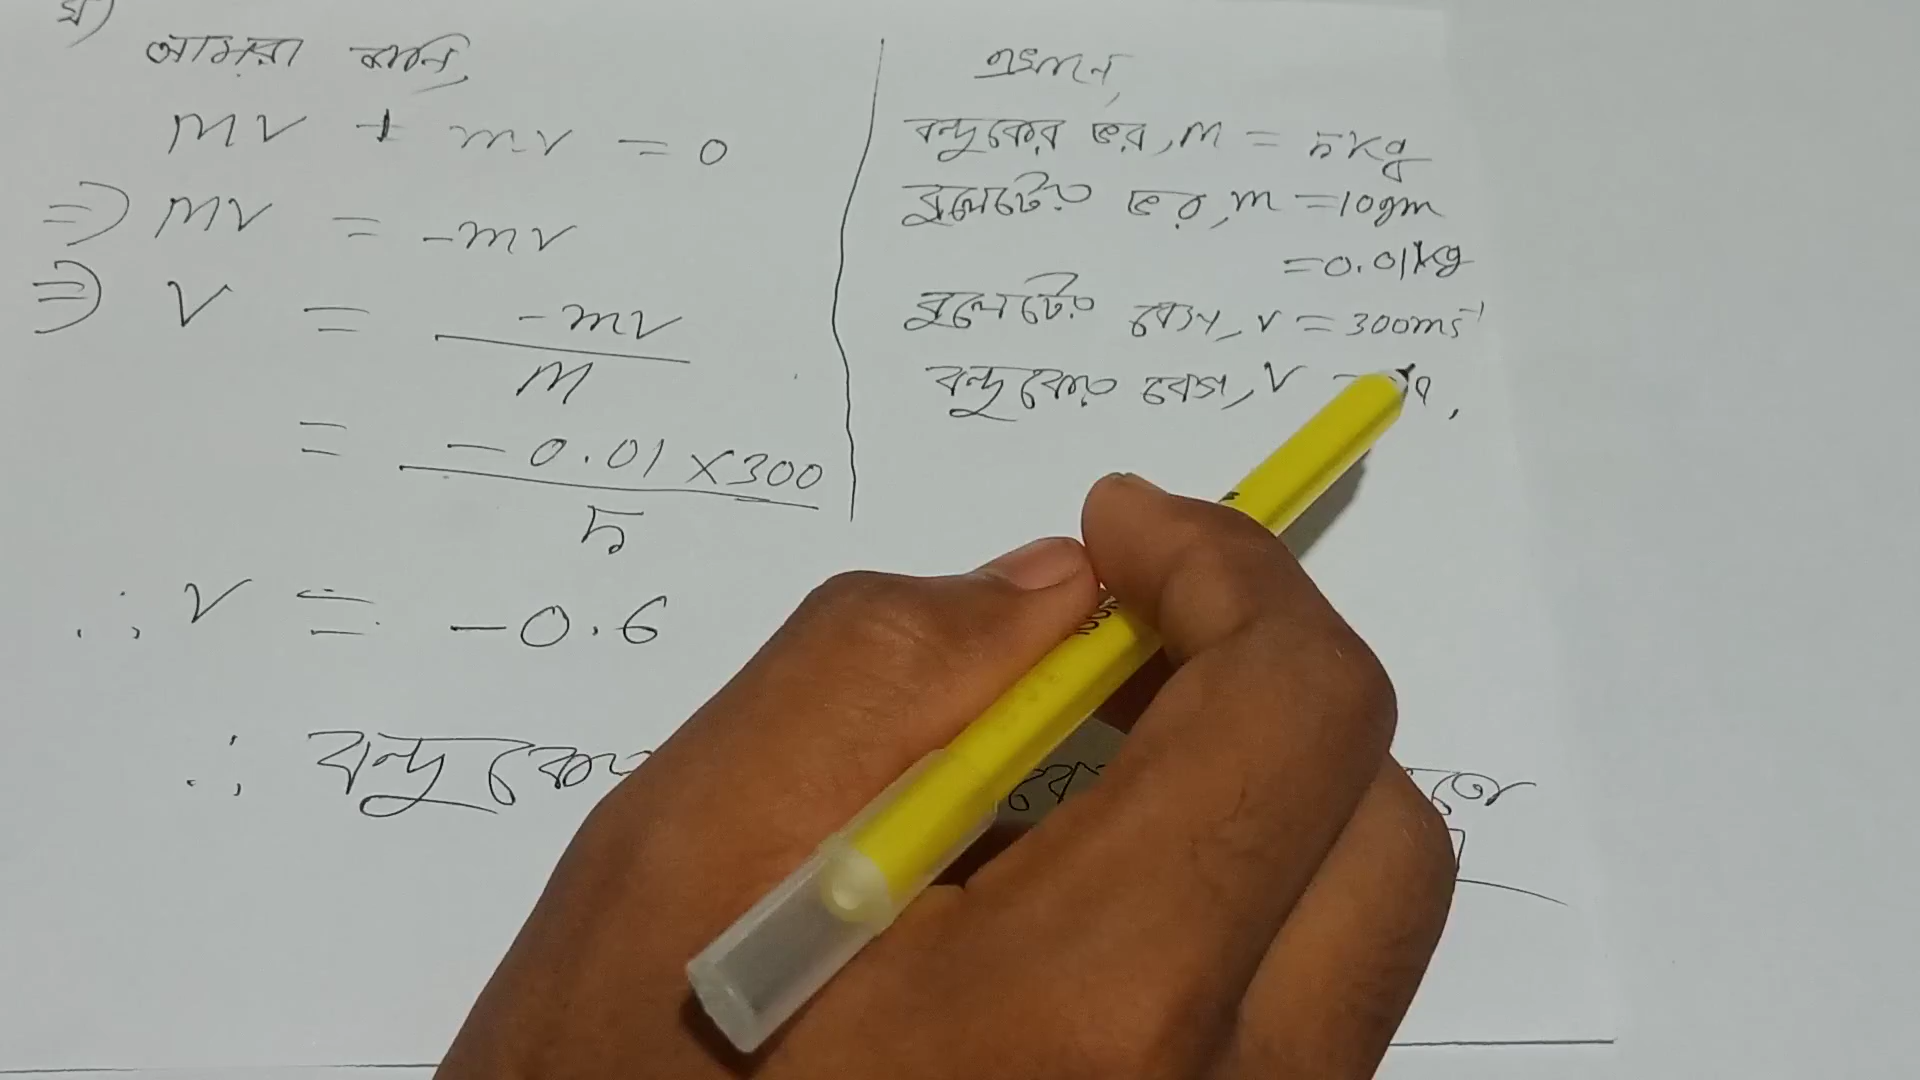 ঘ)
আমরা জানি,
MV + mv = 0
⇒ MV = -mv
⇒ V = -mv / M
= -0.01 × 300 / 5
∴ V = -0.6
∴ বন্দুকের
এখানে,
বন্দুকের ভর, M = 5kg
বুলেটের ভর, m = 10gm
= 0.01kg
বুলেটের বেগ, v = 300ms⁻¹
বন্দুকের বেগ, V =